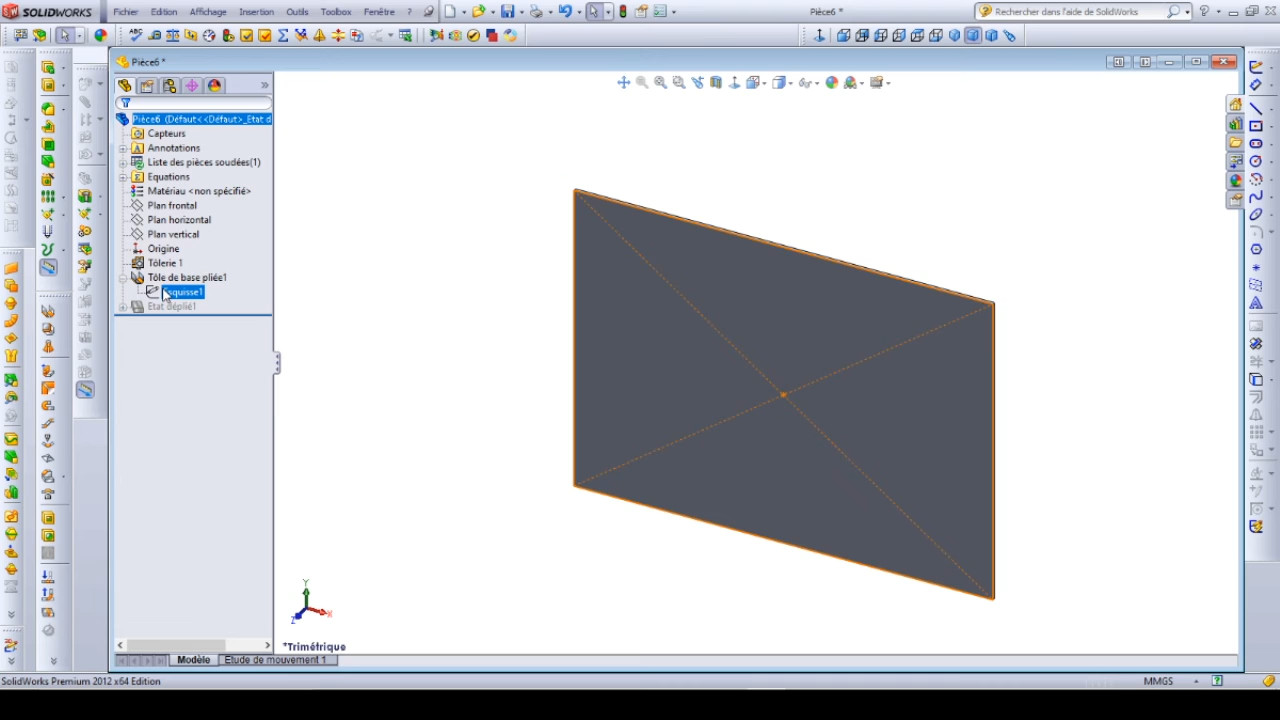 SOLIDWORKS Fichier Edition Affichage Insertion Outils Toolbox Fenêtre ? Pièce6 * Rechercher dans l'aide de SolidWorks
Pièce6 *
Pièce6 (Défaut<<Défaut>_Etat d
Capteurs
Annotations
Liste des pièces soudées(1)
Equations
Matériau <non spécifié>
Plan frontal
Plan horizontal
Plan vertical
Origine
Tôlerie 1
Tôle de base pliée1
Esquisse1
Etat déplié1
Y
X
Z
*Trimétrique
Modèle Etude de mouvement 1
SolidWorks Premium 2012 x64 Edition MMGS